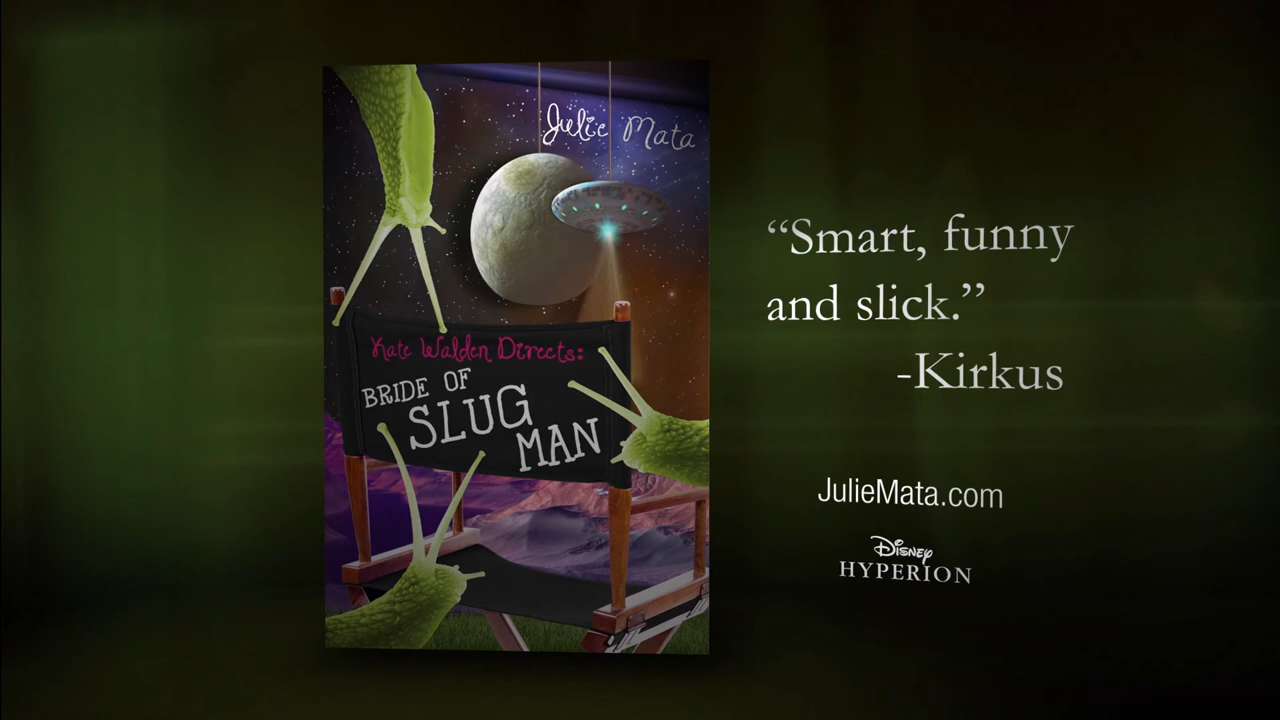 Julie Mata
Kate Walden Directs:
BRIDE OF
SLUG
MAN
“Smart, funny
and slick.”
-Kirkus
JulieMata.com
Disney
HYPERION